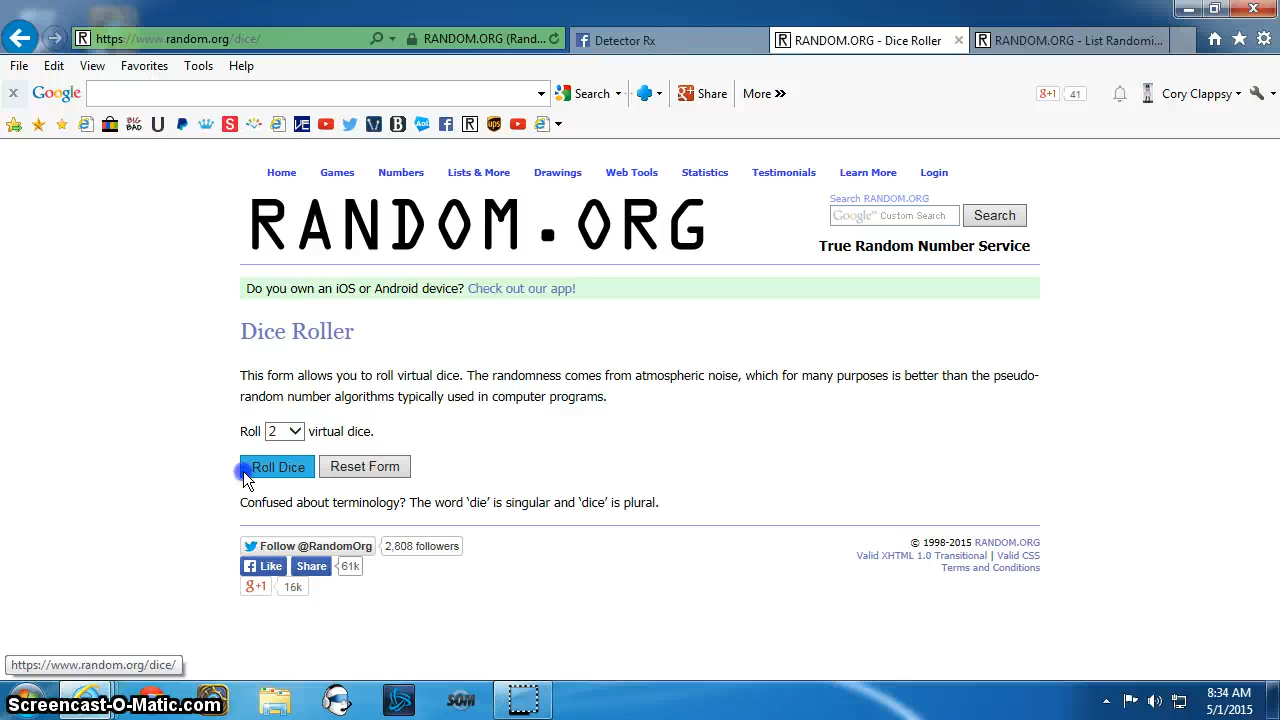 https://www.random.org/dice/
RANDOM.ORG (Rand...
Detector Rx
RANDOM.ORG - Dice Roller
RANDOM.ORG - List Randomi...
File Edit View Favorites Tools Help
Google
Search
Share
More »
g+1 41
Cory Clappsy
BIG BAD
Home Games Numbers Lists & More Drawings Web Tools Statistics Testimonials Learn More Login
RANDOM.ORG
Search RANDOM.ORG
Google™ Custom Search
Search
True Random Number Service
Do you own an iOS or Android device? Check out our app!
Dice Roller
This form allows you to roll virtual dice. The randomness comes from atmospheric noise, which for many purposes is better than the pseudo-
random number algorithms typically used in computer programs.
Roll 2 virtual dice.
Roll Dice Reset Form
Confused about terminology? The word ‘die’ is singular and ‘dice’ is plural.
Follow @RandomOrg 2,808 followers
Like Share 61k
g+1 16k
© 1998-2015 RANDOM.ORG
Valid XHTML 1.0 Transitional | Valid CSS
Terms and Conditions
https://www.random.org/dice/
Screencast-O-Matic.com
SOM
8:34 AM
5/1/2015